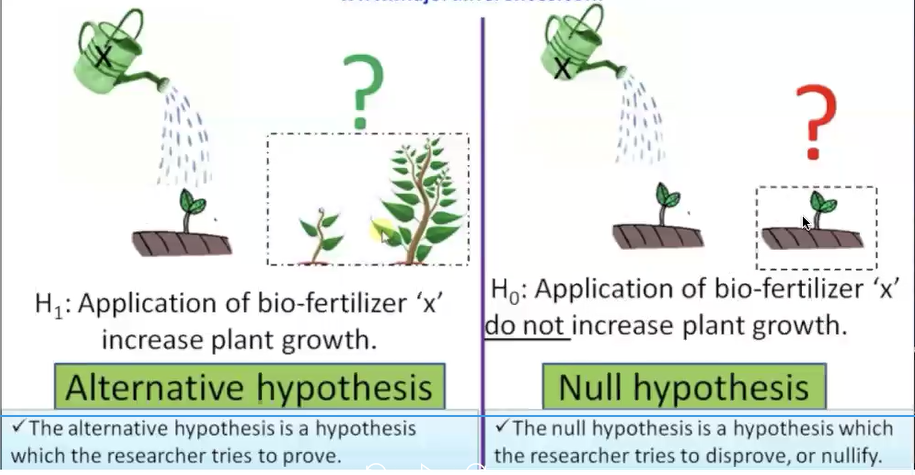 X
H₁: Application of bio-fertilizer ‘x’
increase plant growth.
Alternative hypothesis
✓The alternative hypothesis is a hypothesis
which the researcher tries to prove.
X
H₀: Application of bio-fertilizer ‘x’
do not increase plant growth.
Null hypothesis
✓The null hypothesis is a hypothesis which
the researcher tries to disprove, or nullify.